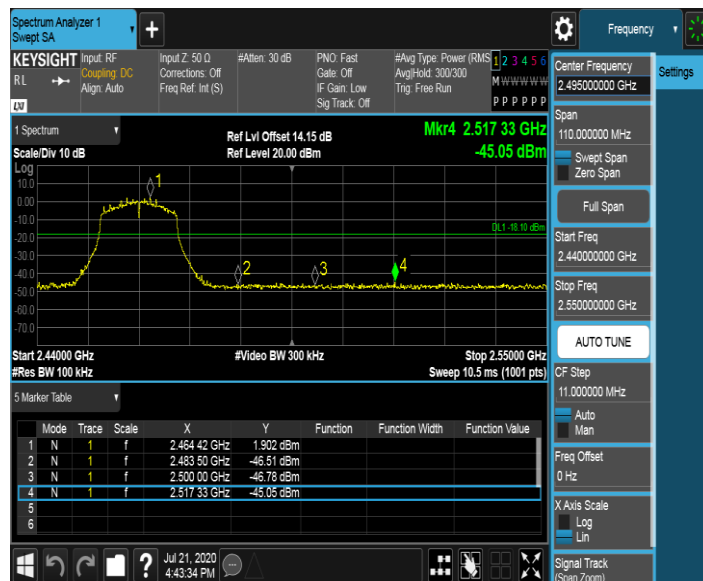 Spectrum Analyzer 1
Swept SA
+
Frequency
Settings
KEYSIGHT
RL
LXI
Input: RF
Coupling: DC
Align: Auto
Input Z: 50 Ω
Corrections: Off
Freq Ref: Int (S)
#Atten: 30 dB
PNO: Fast
Gate: Off
IF Gain: Low
Sig Track: Off
#Avg Type: Power (RMS
Avg|Hold: 300/300
Trig: Free Run
1 2 3 4 5 6
M W W W W W
P P P P P P
1 Spectrum
Scale/Div 10 dB
Ref Lvl Offset 14.15 dB
Ref Level 20.00 dBm
Mkr4 2.517 33 GHz
-45.05 dBm
Log
10.0
0.00
-10.0
-20.0
-30.0
-40.0
-50.0
-60.0
-70.0
1
2
3
4
DL1 -18.10 dBm
Start 2.44000 GHz
#Video BW 300 kHz
Stop 2.55000 GHz
#Res BW 100 kHz
Sweep 10.5 ms (1001 pts)
5 Marker Table
Mode Trace Scale X Y Function Function Width Function Value
1 N 1 f 2.464 42 GHz 1.902 dBm
2 N 1 f 2.483 50 GHz -46.51 dBm
3 N 1 f 2.500 00 GHz -46.78 dBm
4 N 1 f 2.517 33 GHz -45.05 dBm
5
6
?
Jul 21, 2020
4:43:34 PM
Center Frequency
2.495000000 GHz
Span
110.000000 MHz
Swept Span
Zero Span
Full Span
Start Freq
2.440000000 GHz
Stop Freq
2.550000000 GHz
AUTO TUNE
CF Step
11.000000 MHz
Auto
Man
Freq Offset
0 Hz
X Axis Scale
Log
Lin
Signal Track
(Span Zoom)